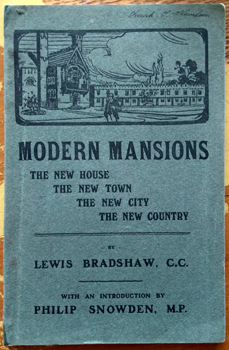 MODERN MANSIONS
THE NEW HOUSE
THE NEW TOWN
THE NEW CITY
THE NEW COUNTRY
BY
LEWIS BRADSHAW, C.C.
WITH AN INTRODUCTION BY
PHILIP SNOWDEN, M.P.